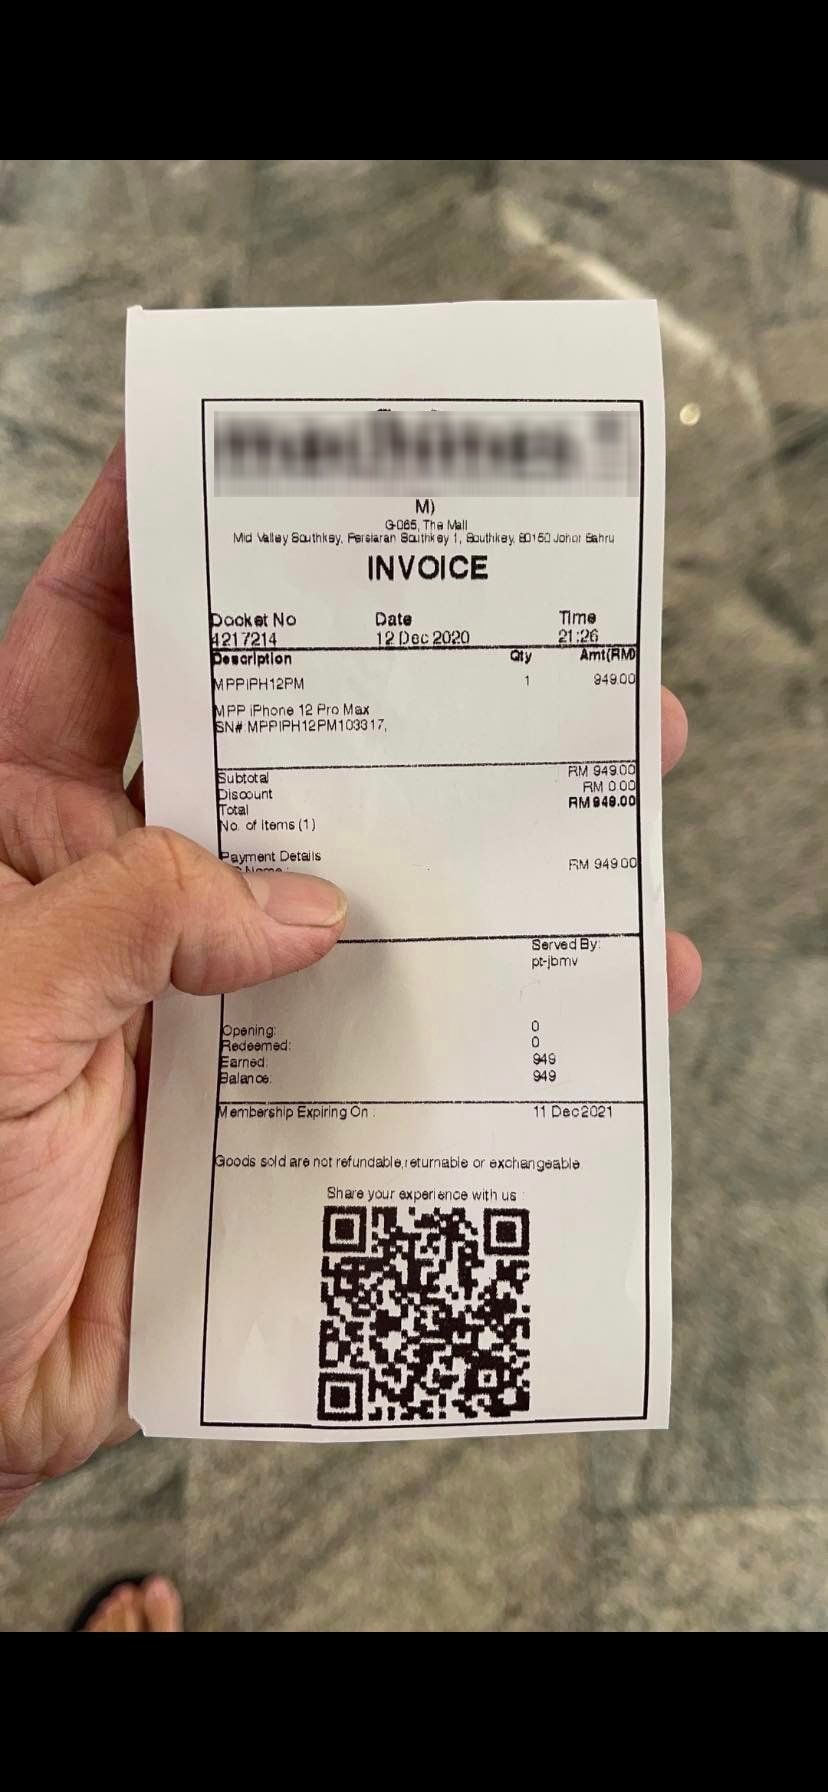 M)
G-065, The Mall
Mid Valley Southkey, Persiaran Southkey 1, Southkey, 80150 Johor Bahru
INVOICE
Docket No Date Time
4217214 12 Dec 2020 21:26
Description Qty Amt(RM)
MPPIPH12PM 1 949.00
MPP iPhone 12 Pro Max
SN#:MPPIPH12PM103317,
Subtotal RM 949.00
Discount RM 0.00
Total RM 949.00
No. of Items (1)
Payment Details
RM 949.00
Served By:
pt-jbmv
Opening: 0
Redeemed: 0
Earned: 949
Balance: 949
Membership Expiring On : 11 Dec 2021
Goods sold are not refundable,returnable or exchangeable.
Share your experience with us :